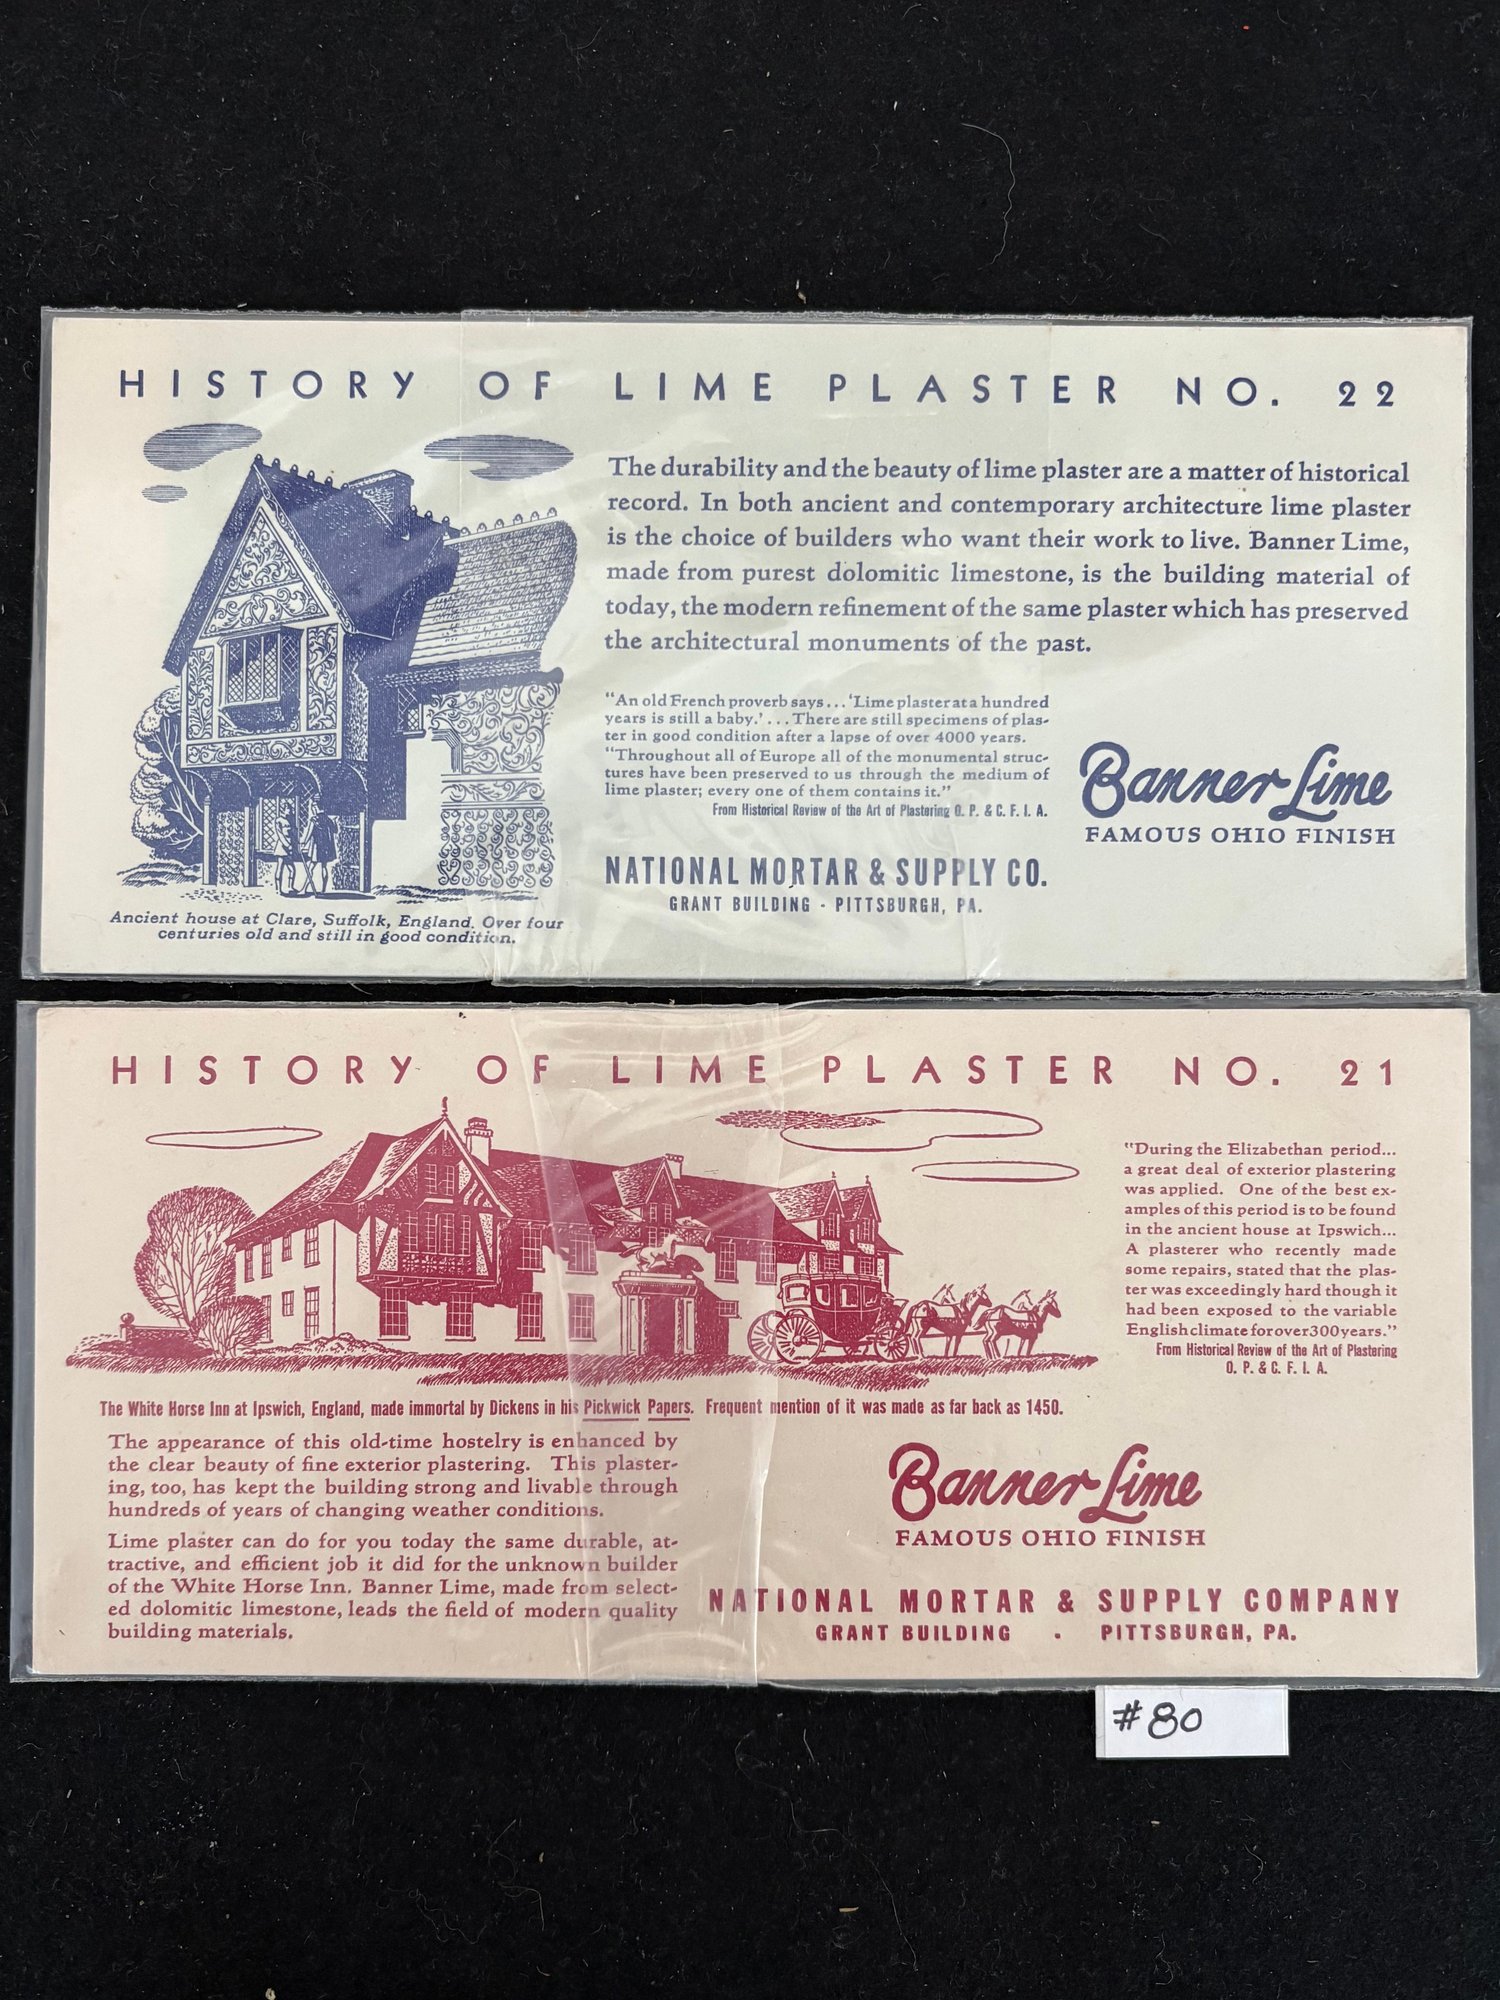 HISTORY OF LIME PLASTER NO. 22
The durability and the beauty of lime plaster are a matter of historical
record. In both ancient and contemporary architecture lime plaster
is the choice of builders who want their work to live. Banner Lime,
made from purest dolomitic limestone, is the building material of
today, the modern refinement of the same plaster which has preserved
the architectural monuments of the past.
"An old French proverb says... 'Lime plaster at a hundred
years is still a baby.' ... There are still specimens of plas-
ter in good condition after a lapse of over 4000 years.
"Throughout all of Europe all of the monumental struc-
tures have been preserved to us through the medium of
lime plaster; every one of them contains it."
From Historical Review of the Art of Plastering O. P. & C. F. I. A.
Banner Lime
FAMOUS OHIO FINISH
NATIONAL MORTAR & SUPPLY CO.
GRANT BUILDING - PITTSBURGH, PA.
Ancient house at Clare, Suffolk, England. Over four
centuries old and still in good condition.
HISTORY OF LIME PLASTER NO. 21
"During the Elizabethan period...
a great deal of exterior plastering
was applied. One of the best ex-
amples of this period is to be found
in the ancient house at Ipswich...
A plasterer who recently made
some repairs, stated that the plas-
ter was exceedingly hard though it
had been exposed to the variable
English climate for over 300 years."
From Historical Review of the Art of Plastering
O. P. & C. F. I. A.
The White Horse Inn at Ipswich, England, made immortal by Dickens in his Pickwick Papers. Frequent mention of it was made as far back as 1450.
The appearance of this old-time hostelry is enhanced by
the clear beauty of fine exterior plastering. This plaster-
ing, too, has kept the building strong and livable through
hundreds of years of changing weather conditions.
Lime plaster can do for you today the same durable, at-
tractive, and efficient job it did for the unknown builder
of the White Horse Inn. Banner Lime, made from select-
ed dolomitic limestone, leads the field of modern quality
building materials.
Banner Lime
FAMOUS OHIO FINISH
NATIONAL MORTAR & SUPPLY COMPANY
GRANT BUILDING - PITTSBURGH, PA.
#80